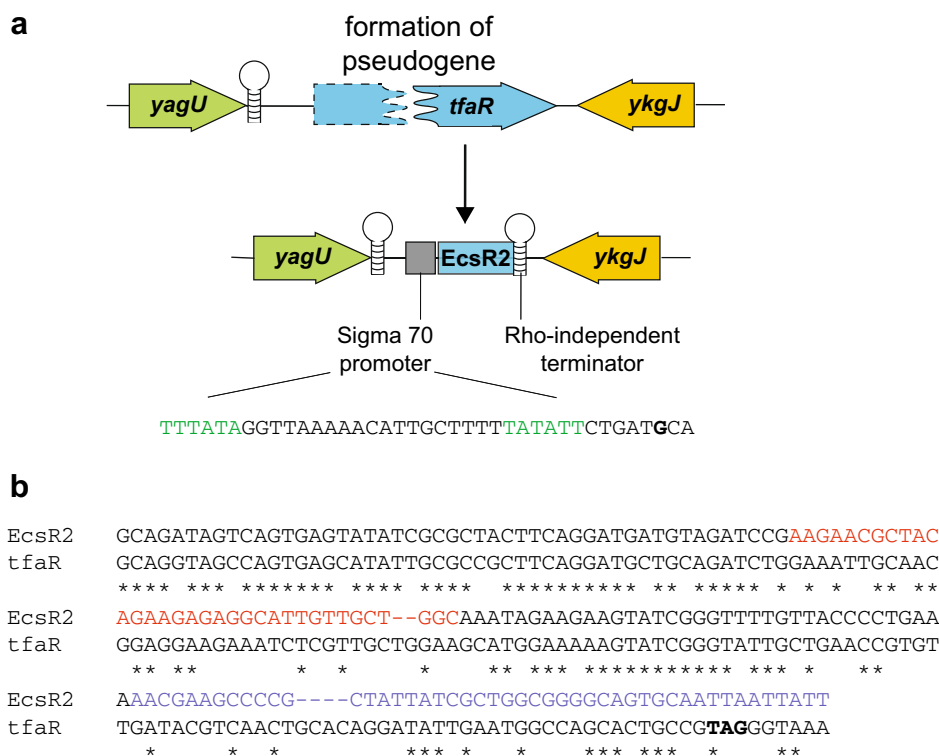 a
formation of
pseudogene
yagU
tfaR
ykgJ
yagU
EcsR2
ykgJ
Sigma 70
promoter
Rho-independent
terminator
TTTATAGGTTAAAAACATTGCTTTTTATATTCTGATGCA
b
EcsR2 GCAGATAGTCAGTGAGTATATCGCGCTACTTCAGGATGATGTAGATCCGAAGAACGCTAC
tfaR GCAGGTAGCCAGTGAGCATATTGCGCCGCTTCAGGATGCTGCAGATCTGGAAATTGCAAC
**** *** ******* **** **** *********** ** ***** * * * ** **
EcsR2 AGAAGAGAGGCATTGTTGCT--GGCAAATAGAAGAAGTATCGGGTTTTGTTACCCCTGAA
tfaR GGAGGAAGAAATCTCGTTGCTGGAAGCATGGAAAAAGTATCGGGTATTGCTGAACCGTGT
** ** * * * ** * *********** *** * **
EcsR2 AAACGAAGCCCCG----CTATTATCGCTGGCGGGGCAGTGCAATTAATTATT
tfaR TGATACGTCAACTGCACAGGATATTGAATGGCCAGCACTGCCGTAGGGTAAA
* * * *** * * *** *** * **